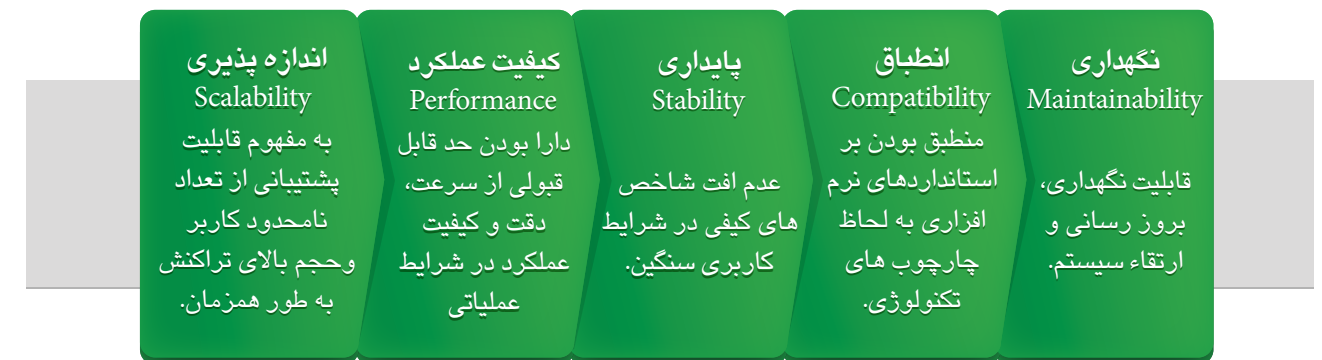 نگهداری
Maintainability
قابلیت نگهداری،
بروز رسانی و
ارتقاء سیستم.
انطباق
Compatibility
منطبق بودن بر
استانداردهای نرم
افزاری به لحاظ
چارچوب های
تکنولوژی.
پایداری
Stability
عدم افت شاخص
های کیفی در شرایط
کاربری سنگین.
کیفیت عملکرد
Performance
دارا بودن حد قابل
قبولی از سرعت،
دقت و کیفیت
عملکرد در شرایط
عملیاتی
اندازه پذیری
Scalability
به مفهوم قابلیت
پشتیبانی از تعداد
نامحدود کاربر
وحجم بالای تراکنش
به طور همزمان.